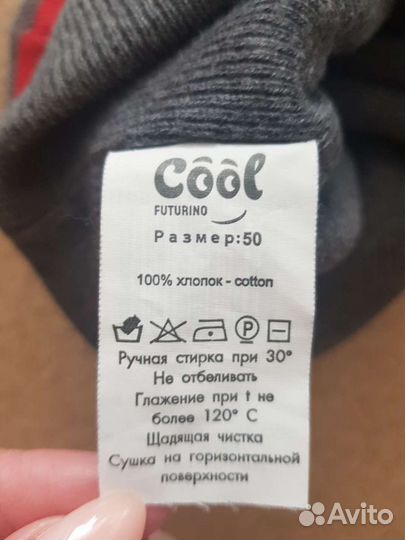 cool
FUTURINO
Размер:50
100% хлопок - cotton
P
Ручная стирка при 30°
Не отбеливать
Глажение при t не
более 120° С
Щадящая чистка
Сушка на горизонтальной
поверхности
Avito